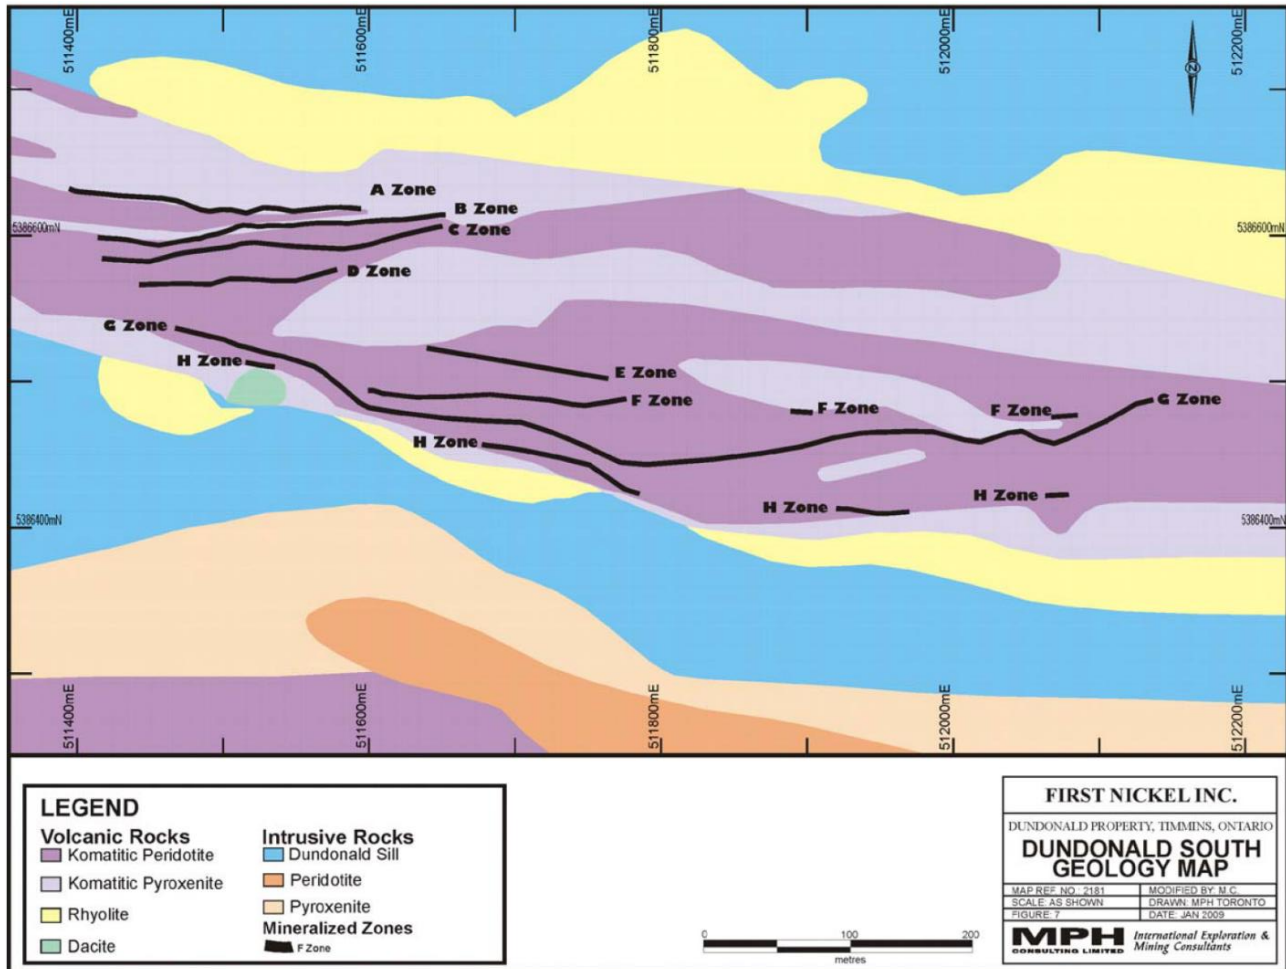 511400mE
511600mE
511800mE
512000mE
512200mE
N
A Zone
B Zone
C Zone
D Zone
5386600mN
5386600mN
G Zone
H Zone
E Zone
F Zone
F Zone
F Zone
G Zone
H Zone
H Zone
H Zone
5386400mN
5386400mN
511400mE
511600mE
511800mE
512000mE
512200mE
LEGEND
Volcanic Rocks
Komatitic Peridotite
Komatitic Pyroxenite
Rhyolite
Dacite
Intrusive Rocks
Dundonald Sill
Peridotite
Pyroxenite
Mineralized Zones
F Zone
0 100 200
metres
FIRST NICKEL INC.
DUNDONALD PROPERTY, TIMMINS, ONTARIO
DUNDONALD SOUTH
GEOLOGY MAP
MAP REF. NO.: 2181 MODIFIED BY: M.C.
SCALE: AS SHOWN DRAWN: MPH TORONTO
FIGURE: 7 DATE: JAN 2009
MPH
CONSULTING LIMITED
International Exploration &
Mining Consultants